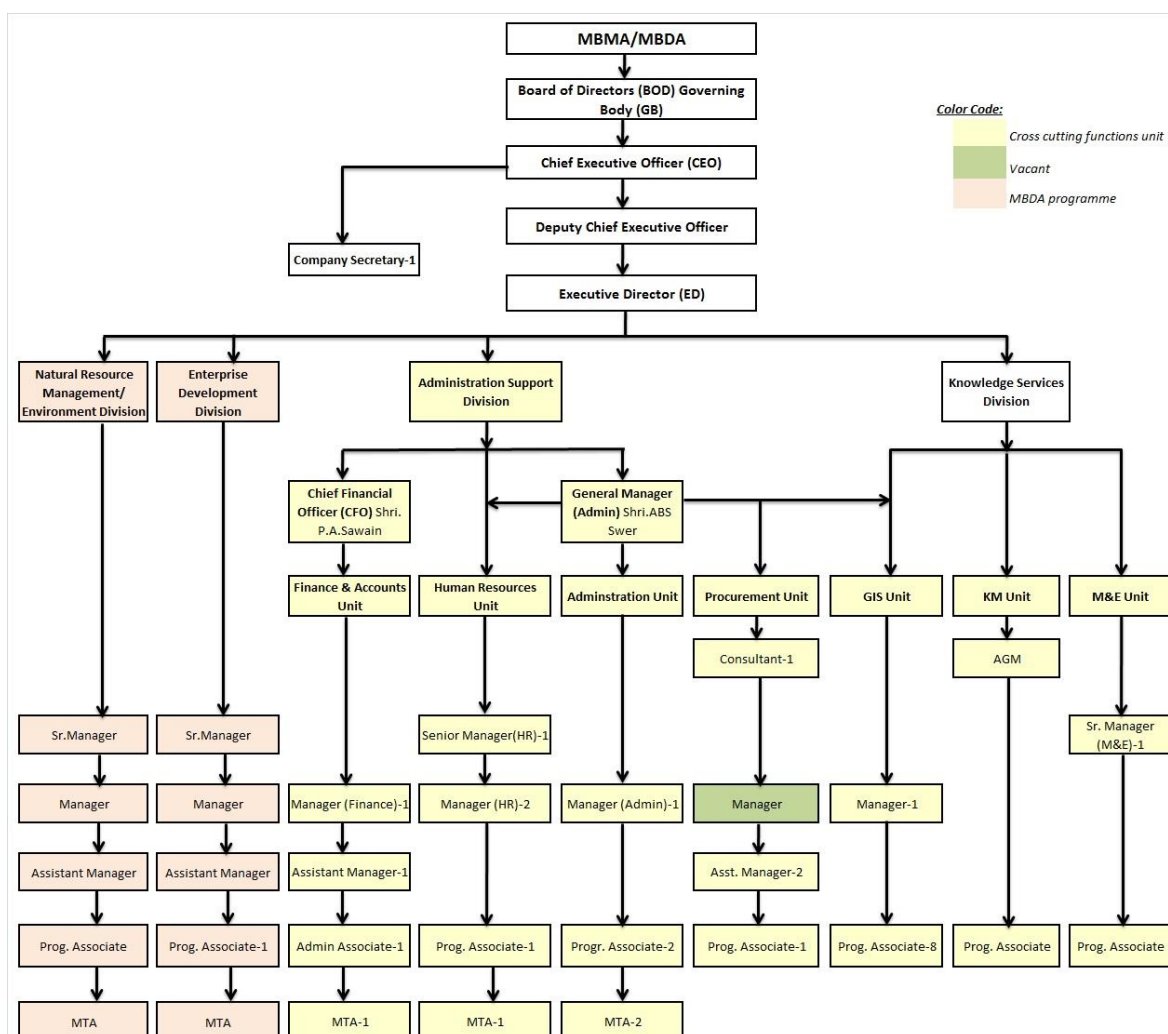 MBMA/MBDA
Board of Directors (BOD) Governing
Body (GB)
Color Code:
Cross cutting functions unit
Vacant
MBDA programme
Chief Executive Officer (CEO)
Deputy Chief Executive Officer
Company Secretary-1
Executive Director (ED)
Natural Resource
Management/
Environment Division
Enterprise
Development
Division
Administration Support
Division
Knowledge Services
Division
Chief Financial
Officer (CFO) Shri.
P.A.Sawain
General Manager
(Admin) Shri.ABS
Swer
Finance & Accounts
Unit
Human Resources
Unit
Adminstration Unit
Procurement Unit
GIS Unit
KM Unit
M&E Unit
Consultant-1
AGM
Sr.Manager
Sr.Manager
Senior Manager(HR)-1
Sr. Manager
(M&E)-1
Manager
Manager
Manager (Finance)-1
Manager (HR)-2
Manager (Admin)-1
Manager
Manager-1
Assistant Manager
Assistant Manager
Assistant Manager-1
Asst. Manager-2
Prog. Associate
Prog. Associate-1
Admin Associate-1
Prog. Associate-1
Progr. Associate-2
Prog. Associate-1
Prog. Associate-8
Prog. Associate
Prog. Associate
MTA
MTA
MTA-1
MTA-1
MTA-2